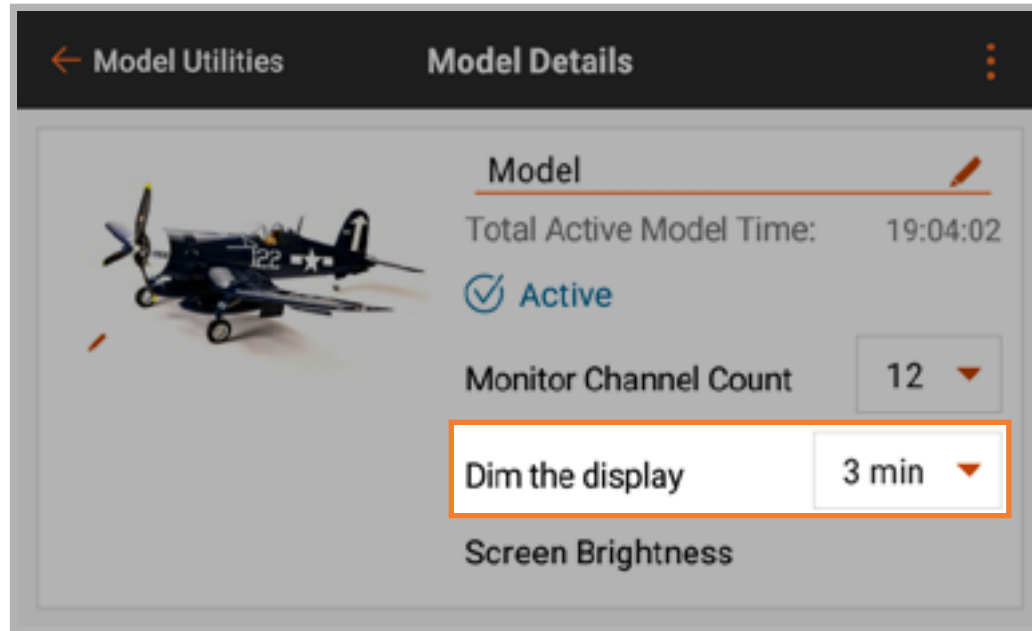 Model Utilities
Model Details
Model
Total Active Model Time: 19:04:02
Active
122
Monitor Channel Count 12
Dim the display 3 min
Screen Brightness